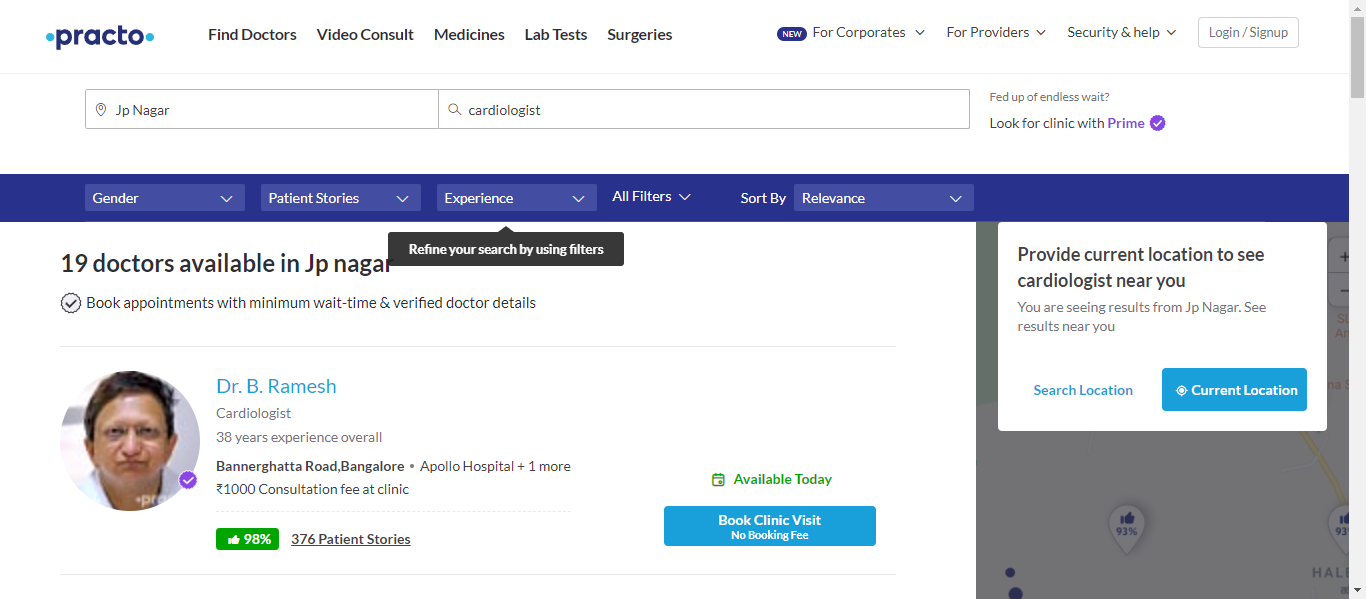 practo
Find Doctors
Video Consult
Medicines
Lab Tests
Surgeries
NEW For Corporates
For Providers
Security & help
Login / Signup
Jp Nagar
cardiologist
Fed up of endless wait?
Look for clinic with Prime
Gender
Patient Stories
Experience
All Filters
Sort By
Relevance
Refine your search by using filters
19 doctors available in Jp nagar
Book appointments with minimum wait-time & verified doctor details
Dr. B. Ramesh
Cardiologist
38 years experience overall
Bannerghatta Road,Bangalore • Apollo Hospital + 1 more
₹1000 Consultation fee at clinic
98%
376 Patient Stories
Available Today
Book Clinic Visit
No Booking Fee
Provide current location to see
cardiologist near you
You are seeing results from Jp Nagar. See
results near you
Search Location
Current Location
93%